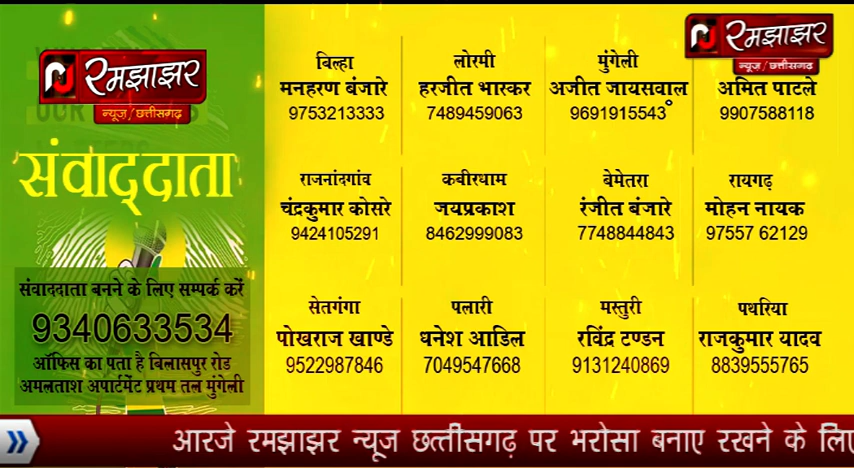 रमझाझर
न्यूज/छत्तीसगढ़
संवाद्दाता
संवाददाता बनने के लिए सम्पर्क करें
9340633534
ऑफिस का पता है बिलासपुर रोड
अमलताश अपार्टमेंट प्रथम तल मुंगेली
बिल्हा
मनहरण बंजारे
9753213333
लोरमी
हरजीत भास्कर
7489459063
मुंगेली
अजीत जायसवाल
9691915543
रमझाझर
न्यूज/छत्तीसगढ़
अमित पाटले
9907588118
राजनांदगांव
चंद्रकुमार कोसरे
9424105291
कबीरधाम
जयप्रकाश
8462999083
बेमेतरा
रंजीत बंजारे
7748844843
रायगढ़
मोहन नायक
97557 62129
सेतगंगा
पोखराज खाण्डे
9522987846
पलारी
धनेश आडिल
7049547668
मस्तुरी
रविंद्र टण्डन
9131240869
पथरिया
राजकुमार यादव
8839555765
आरजे रमझाझर न्यूज छत्तीसगढ़ पर भरोसा बनाए रखने के लिए